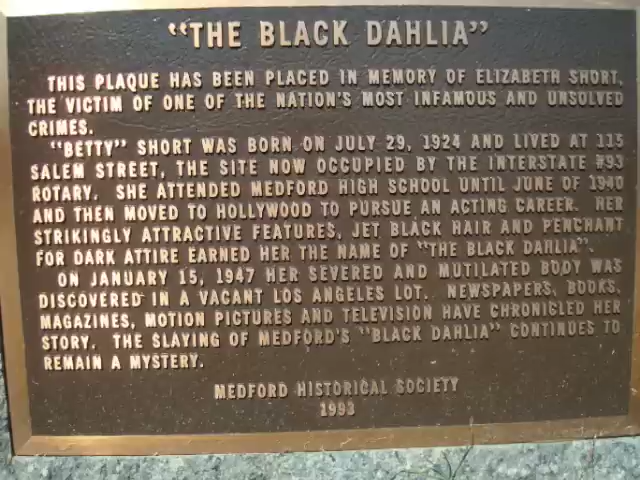 "THE BLACK DAHLIA"
THIS PLAQUE HAS BEEN PLACED IN MEMORY OF ELIZABETH SHORT,
THE VICTIM OF ONE OF THE NATION'S MOST INFAMOUS AND UNSOLVED
CRIMES.
"BETTY" SHORT WAS BORN ON JULY 29, 1924 AND LIVED AT 115
SALEM STREET, THE SITE NOW OCCUPIED BY THE INTERSTATE #93
ROTARY. SHE ATTENDED MEDFORD HIGH SCHOOL UNTIL JUNE OF 1940
AND THEN MOVED TO HOLLYWOOD TO PURSUE AN ACTING CAREER. HER
STRIKINGLY ATTRACTIVE FEATURES, JET BLACK HAIR AND PENCHANT
FOR DARK ATTIRE EARNED HER THE NAME OF "THE BLACK DAHLIA".
ON JANUARY 15, 1947 HER SEVERED AND MUTILATED BODY WAS
DISCOVERED IN A VACANT LOS ANGELES LOT. NEWSPAPERS, BOOKS,
MAGAZINES, MOTION PICTURES AND TELEVISION HAVE CHRONICLED HER
STORY. THE SLAYING OF MEDFORD'S "BLACK DAHLIA" CONTINUES TO
REMAIN A MYSTERY.
MEDFORD HISTORICAL SOCIETY
1993